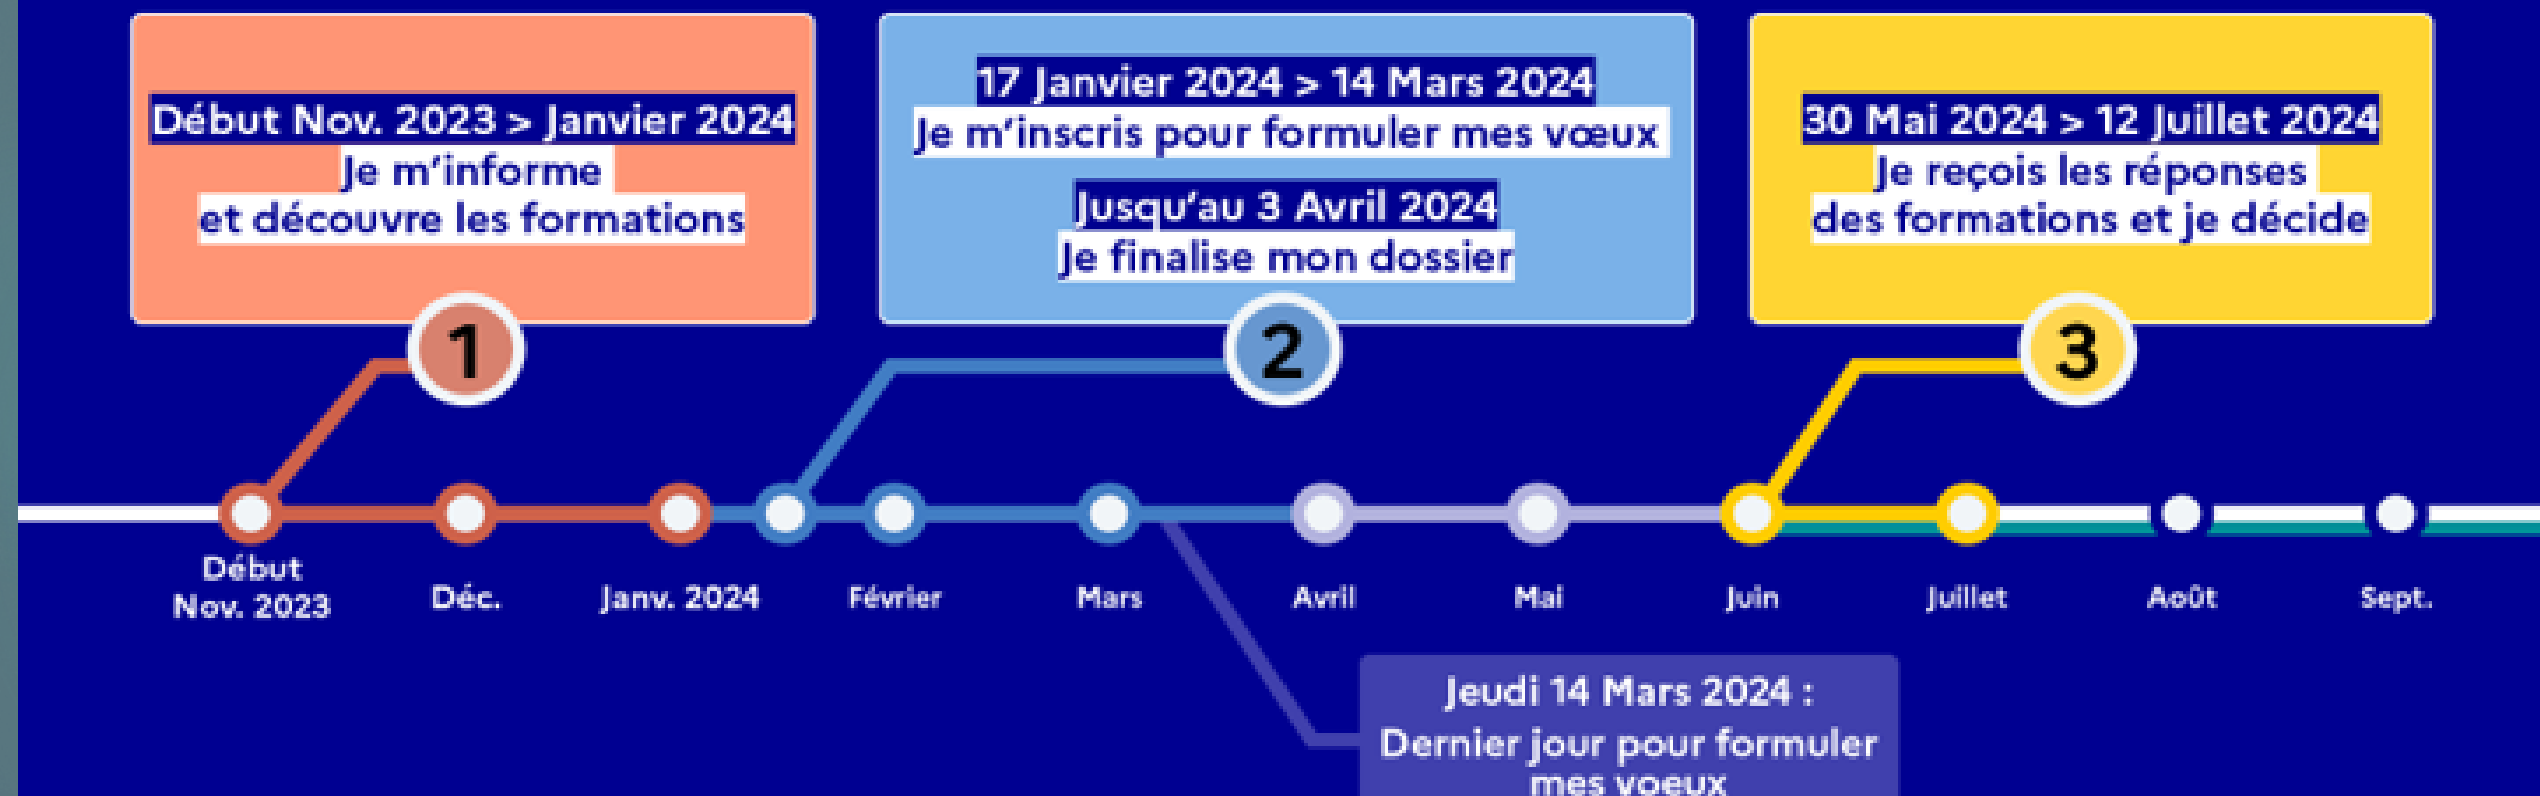 Début Nov. 2023 > Janvier 2024
Je m'informe
et découvre les formations
1
17 Janvier 2024 > 14 Mars 2024
Je m'inscris pour formuler mes vœux
Jusqu'au 3 Avril 2024
Je finalise mon dossier
2
30 Mai 2024 > 12 Juillet 2024
Je reçois les réponses
des formations et je décide
3
Début
Nov. 2023
Déc.
Janv. 2024
Février
Mars
Avril
Mai
Juin
Juillet
Août
Sept.
Jeudi 14 Mars 2024 :
Dernier jour pour formuler
mes voeux